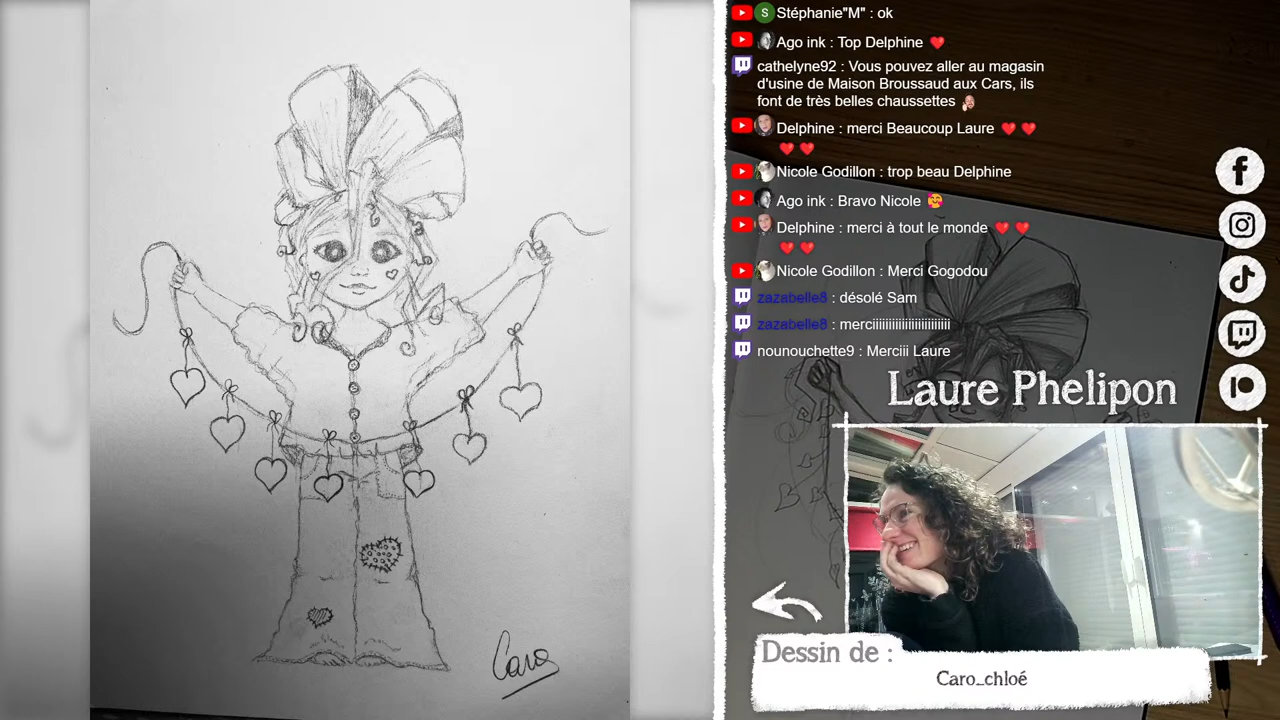 Stéphanie"M" : ok
Ago ink : Top Delphine ❤️
cathelyne92 : Vous pouvez aller au magasin
d'usine de Maison Broussaud aux Cars, ils
font de très belles chaussettes
Delphine : merci Beaucoup Laure ❤️ ❤️
❤️ ❤️
Nicole Godillon : trop beau Delphine
Ago ink : Bravo Nicole 🥰
Delphine : merci à tout le monde ❤️ ❤️
❤️ ❤️
Nicole Godillon : Merci Gogodou
zazabelle8 : désolé Sam
zazabelle8 : merciiiiiiiiiiiiiiiiiiiiiiii
nounouchette9 : Merciii Laure
Laure Phelipon
Dessin de :
Caro_chloé
Caro